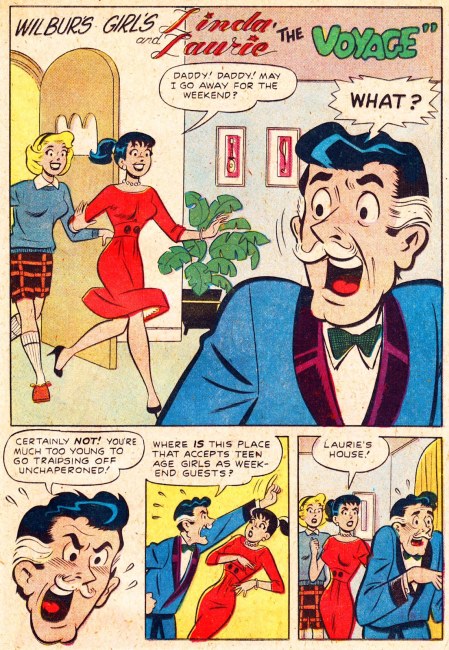 WILBUR'S GIRLS Linda THE VOYAGE"
and Laurie
DADDY! DADDY! MAY
I GO AWAY FOR THE
WEEKEND?
WHAT?
CERTAINLY NOT! YOU'RE
MUCH TOO YOUNG TO
GO TRAIPSING OFF
UNCHAPERONED!
WHERE IS THIS PLACE
THAT ACCEPTS TEEN
AGE GIRLS AS WEEK-
END GUESTS?
LAURIE'S
HOUSE!